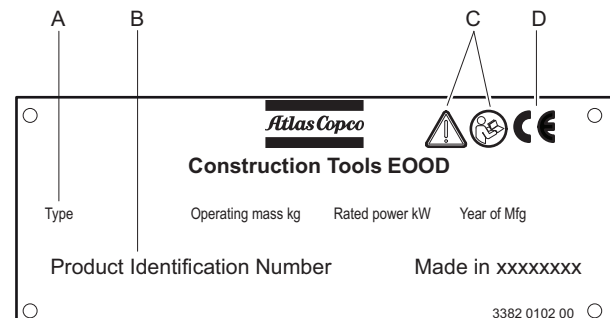 A B C D
Atlas Copco CE
Construction Tools EOOD
Type Operating mass kg Rated power kW Year of Mfg
Product Identification Number Made in xxxxxxxx
3382 0102 00